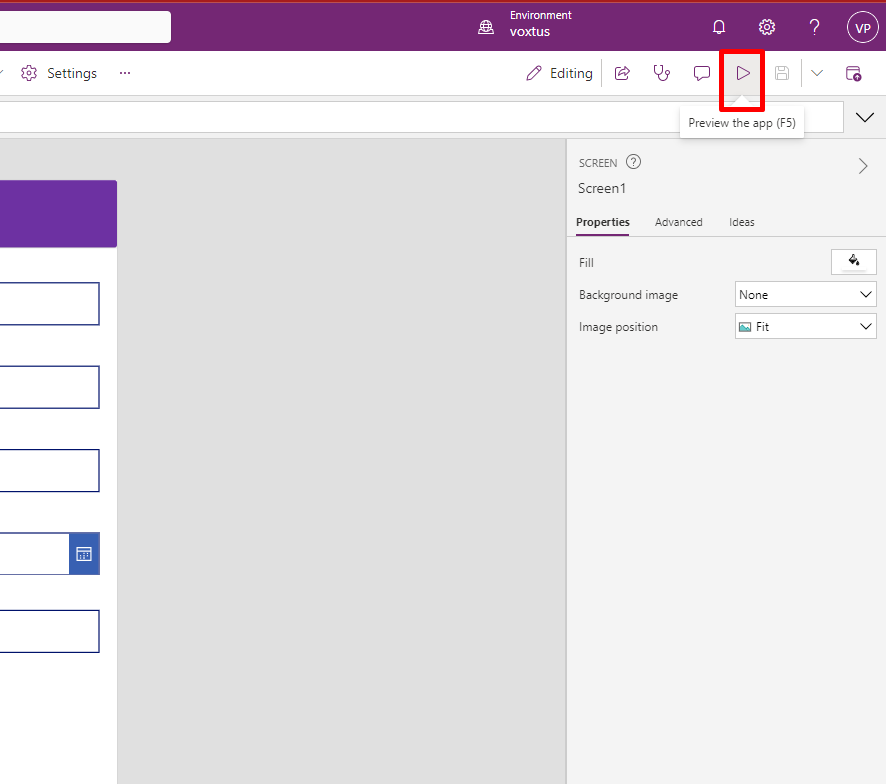 Environment
voxtus
VP
Settings
Editing
Preview the app (F5)
SCREEN
Screen1
Properties Advanced Ideas
Fill
Background image None
Image position Fit